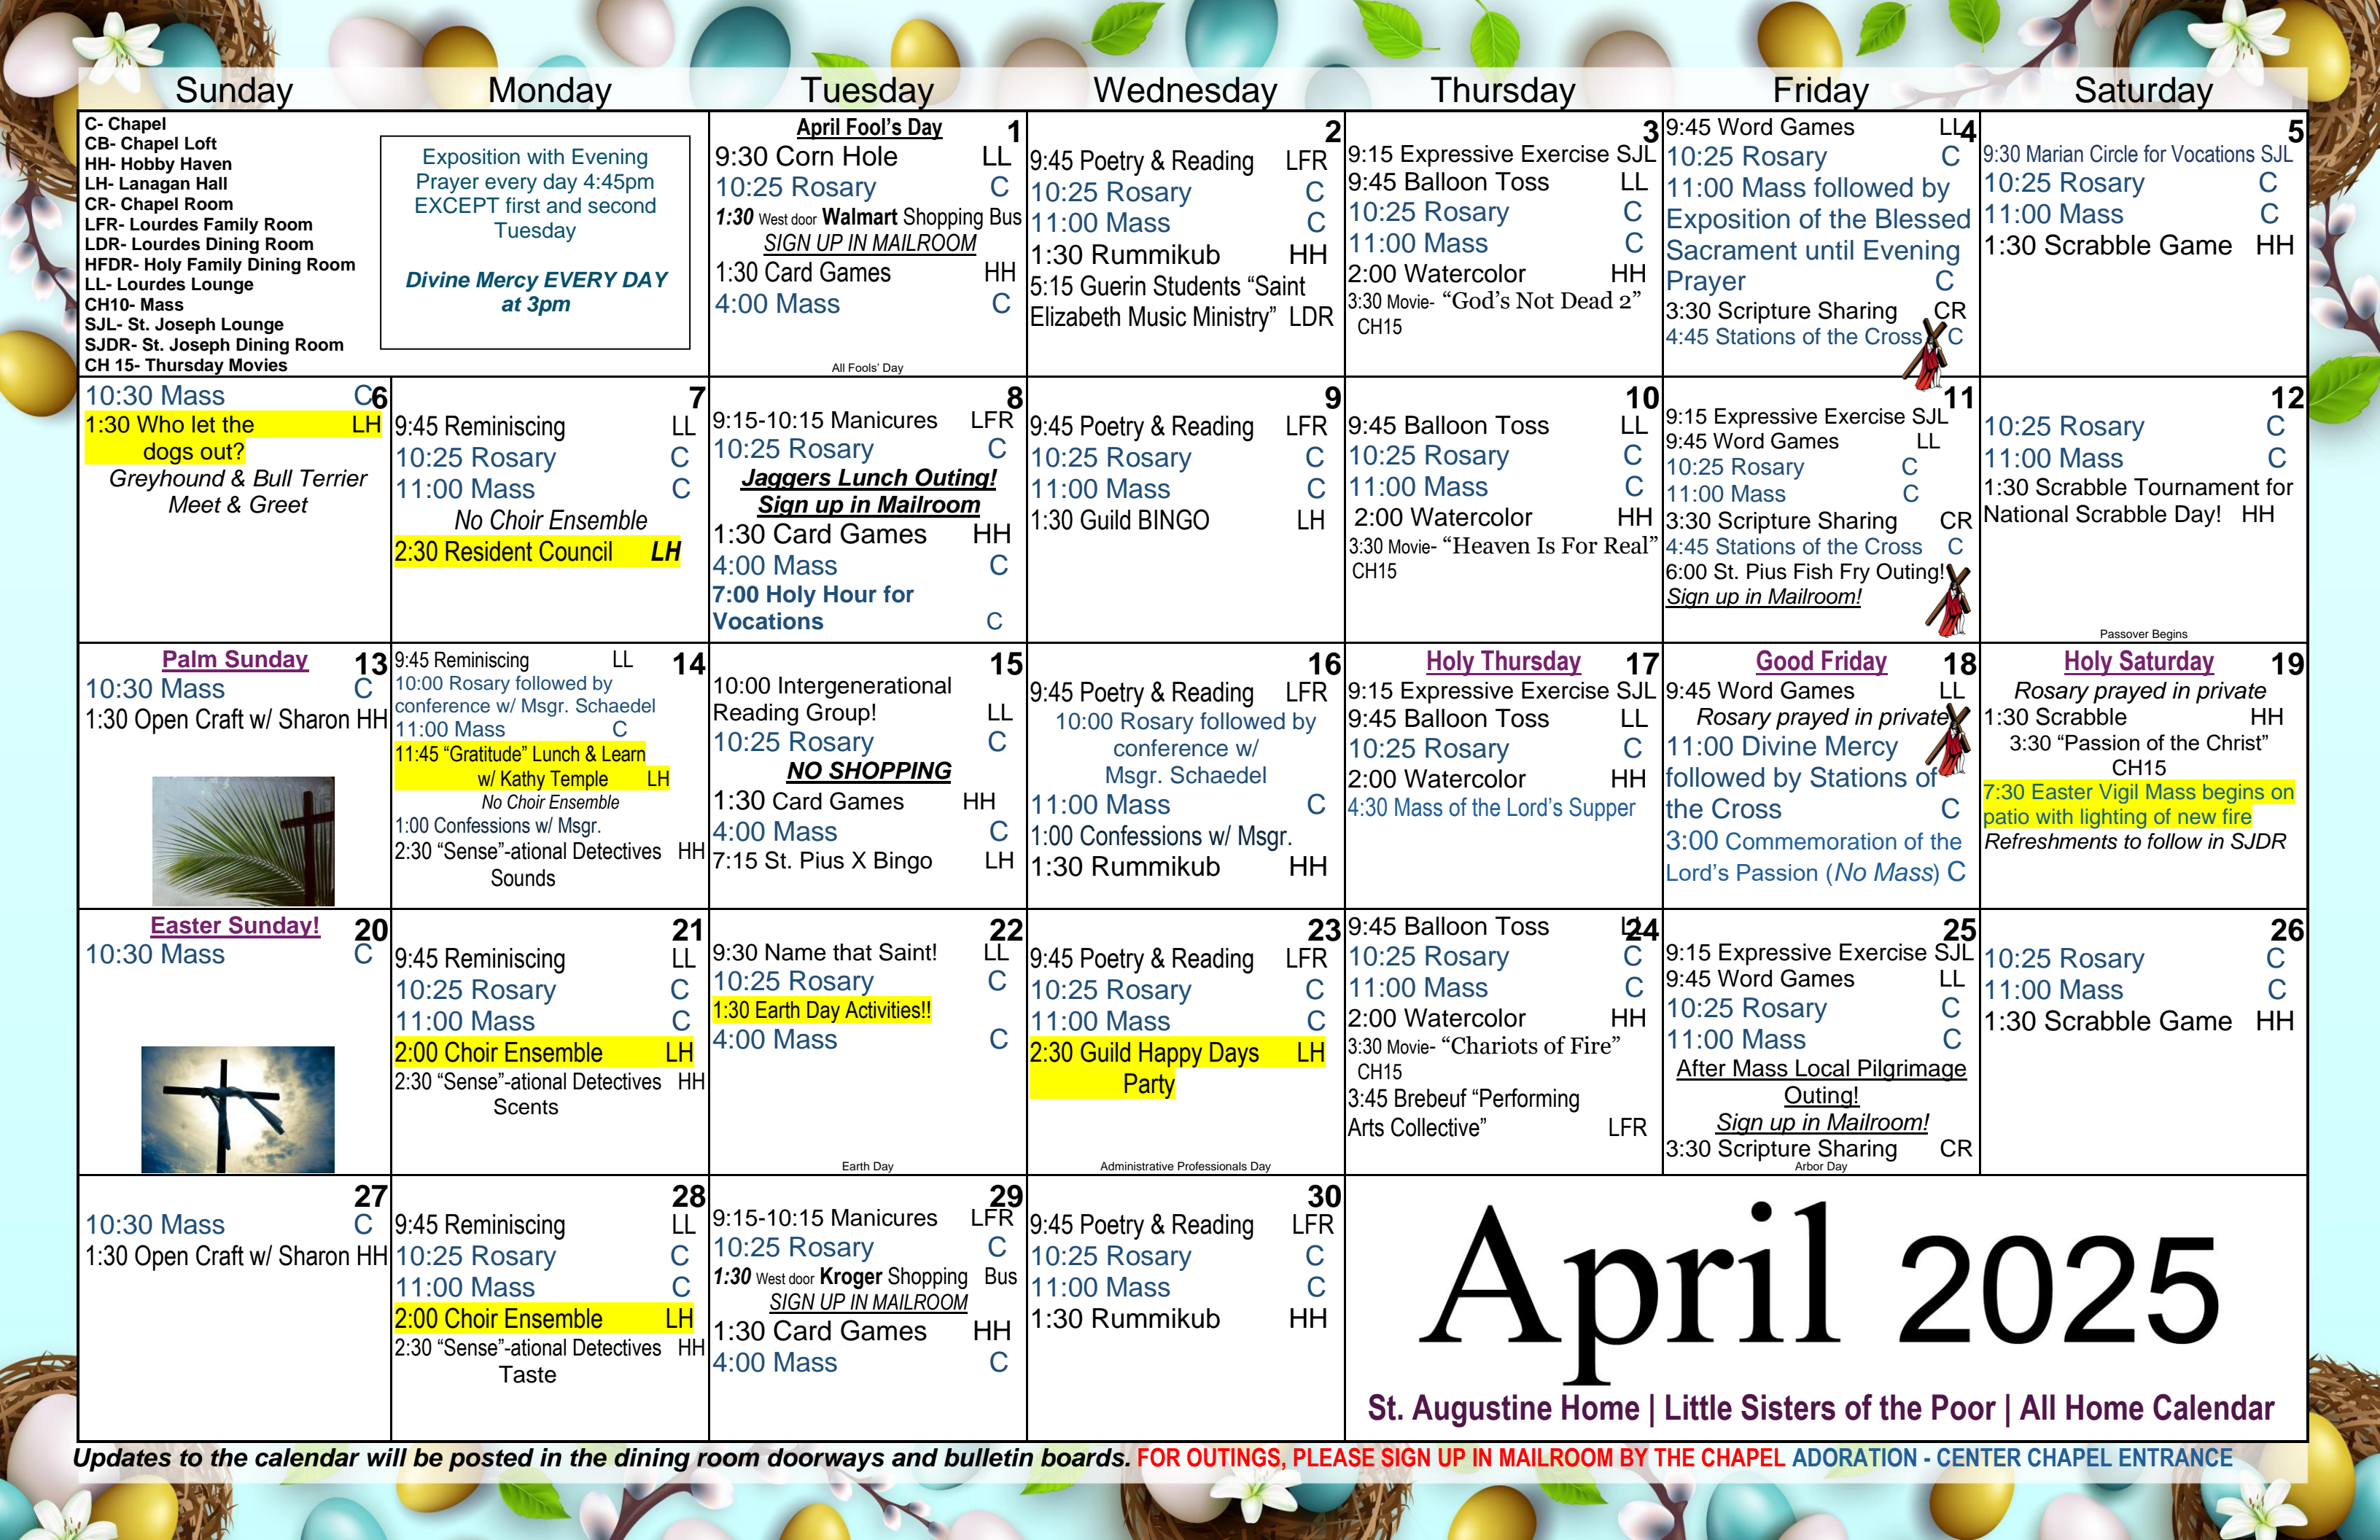 Sunday Monday Tuesday Wednesday Thursday Friday Saturday
C- Chapel
CB- Chapel Loft
HH- Hobby Haven
LH- Lanagan Hall
CR- Chapel Room
LFR- Lourdes Family Room
LDR- Lourdes Dining Room
HFDR- Holy Family Dining Room
LL- Lourdes Lounge
CH10- Mass
SJL- St. Joseph Lounge
SJDR- St. Joseph Dining Room
CH 15- Thursday Movies
Exposition with Evening
Prayer every day 4:45pm
EXCEPT first and second
Tuesday
Divine Mercy EVERY DAY
at 3pm
April Fool's Day 1
9:30 Corn Hole LL
10:25 Rosary C
1:30 West door Walmart Shopping Bus
SIGN UP IN MAILROOM
1:30 Card Games HH
4:00 Mass C
All Fools' Day
2
9:45 Poetry & Reading LFR
10:25 Rosary C
11:00 Mass C
1:30 Rummikub HH
5:15 Guerin Students “Saint
Elizabeth Music Ministry” LDR
3
9:15 Expressive Exercise SJL
9:45 Balloon Toss LL
10:25 Rosary C
11:00 Mass C
2:00 Watercolor HH
3:30 Movie- “God’s Not Dead 2”
CH15
9:45 Word Games LL 4
10:25 Rosary C
11:00 Mass followed by
Exposition of the Blessed
Sacrament until Evening
Prayer C
3:30 Scripture Sharing CR
4:45 Stations of the Cross C
5
9:30 Marian Circle for Vocations SJL
10:25 Rosary C
11:00 Mass C
1:30 Scrabble Game HH
10:30 Mass C 6
1:30 Who let the LH
dogs out?
Greyhound & Bull Terrier
Meet & Greet
7
9:45 Reminiscing LL
10:25 Rosary C
11:00 Mass C
No Choir Ensemble
2:30 Resident Council LH
8
9:15-10:15 Manicures LFR
10:25 Rosary C
Jaggers Lunch Outing!
Sign up in Mailroom
1:30 Card Games HH
4:00 Mass C
7:00 Holy Hour for
Vocations C
9
9:45 Poetry & Reading LFR
10:25 Rosary C
11:00 Mass C
1:30 Guild BINGO LH
10
9:45 Balloon Toss LL
10:25 Rosary C
11:00 Mass C
2:00 Watercolor HH
3:30 Movie- “Heaven Is For Real”
CH15
11
9:15 Expressive Exercise SJL
9:45 Word Games LL
10:25 Rosary C
11:00 Mass C
3:30 Scripture Sharing CR
4:45 Stations of the Cross C
6:00 St. Pius Fish Fry Outing!
Sign up in Mailroom!
12
10:25 Rosary C
11:00 Mass C
1:30 Scrabble Tournament for
National Scrabble Day! HH
Passover Begins
Palm Sunday 13
10:30 Mass C
1:30 Open Craft w/ Sharon HH
9:45 Reminiscing LL 14
10:00 Rosary followed by
conference w/ Msgr. Schaedel
11:00 Mass C
11:45 “Gratitude” Lunch & Learn
w/ Kathy Temple LH
No Choir Ensemble
1:00 Confessions w/ Msgr.
2:30 “Sense”-ational Detectives HH
Sounds
15
10:00 Intergenerational
Reading Group! LL
10:25 Rosary C
NO SHOPPING
1:30 Card Games HH
4:00 Mass C
7:15 St. Pius X Bingo LH
16
9:45 Poetry & Reading LFR
10:00 Rosary followed by
conference w/
Msgr. Schaedel
11:00 Mass C
1:00 Confessions w/ Msgr.
1:30 Rummikub HH
Holy Thursday 17
9:15 Expressive Exercise SJL
9:45 Balloon Toss LL
10:25 Rosary C
2:00 Watercolor HH
4:30 Mass of the Lord’s Supper
Good Friday 18
9:45 Word Games LL
Rosary prayed in private
11:00 Divine Mercy
followed by Stations of
the Cross C
3:00 Commemoration of the
Lord’s Passion (No Mass) C
Holy Saturday 19
Rosary prayed in private
1:30 Scrabble HH
3:30 “Passion of the Christ”
CH15
7:30 Easter Vigil Mass begins on
patio with lighting of new fire
Refreshments to follow in SJDR
Easter Sunday! 20
10:30 Mass C
21
9:45 Reminiscing LL
10:25 Rosary C
11:00 Mass C
2:00 Choir Ensemble LH
2:30 “Sense”-ational Detectives HH
Scents
22
9:30 Name that Saint! LL
10:25 Rosary C
1:30 Earth Day Activities!!
4:00 Mass C
Earth Day
23
9:45 Poetry & Reading LFR
10:25 Rosary C
11:00 Mass C
2:30 Guild Happy Days LH
Party
Administrative Professionals Day
9:45 Balloon Toss LL 24
10:25 Rosary C
11:00 Mass C
2:00 Watercolor HH
3:30 Movie- “Chariots of Fire”
CH15
3:45 Brebeuf “Performing
Arts Collective” LFR
25
9:15 Expressive Exercise SJL
9:45 Word Games LL
10:25 Rosary C
11:00 Mass C
After Mass Local Pilgrimage
Outing!
Sign up in Mailroom!
3:30 Scripture Sharing CR
Arbor Day
26
10:25 Rosary C
11:00 Mass C
1:30 Scrabble Game HH
27
10:30 Mass C
1:30 Open Craft w/ Sharon HH
28
9:45 Reminiscing LL
10:25 Rosary C
11:00 Mass C
2:00 Choir Ensemble LH
2:30 “Sense”-ational Detectives HH
Taste
29
9:15-10:15 Manicures LFR
10:25 Rosary C
1:30 West door Kroger Shopping Bus
SIGN UP IN MAILROOM
1:30 Card Games HH
4:00 Mass C
30
9:45 Poetry & Reading LFR
10:25 Rosary C
11:00 Mass C
1:30 Rummikub HH
April 2025
St. Augustine Home | Little Sisters of the Poor | All Home Calendar
Updates to the calendar will be posted in the dining room doorways and bulletin boards. FOR OUTINGS, PLEASE SIGN UP IN MAILROOM BY THE CHAPEL ADORATION - CENTER CHAPEL ENTRANCE